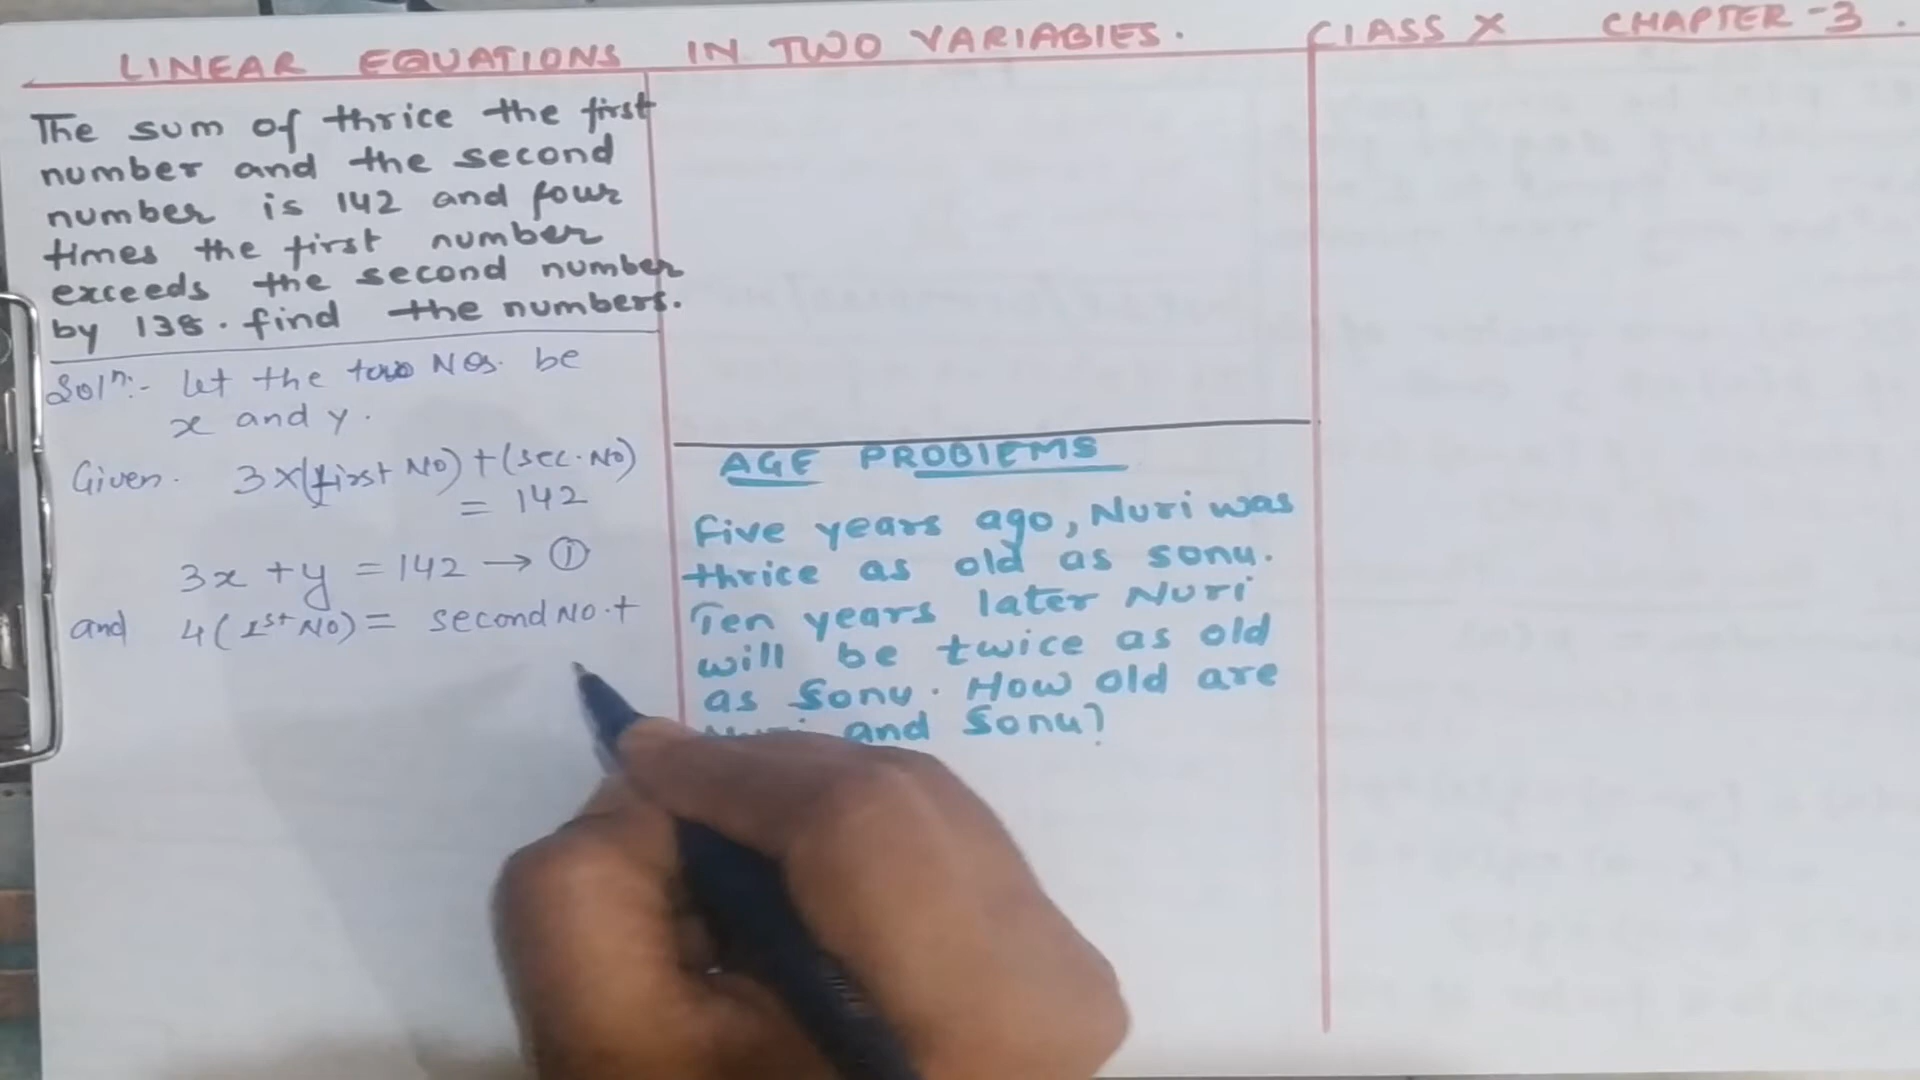 LINEAR EQUATIONS IN TWO VARIABLES. CLASS X CHAPTER-3.
The sum of thrice the first
number and the second
number is 142 and four
times the first number
exceeds the second number
by 138. find the numbers.
Soln:- Let the two Nos. be
x and y.
Given. 3×(first No)+(sec.No)
= 142
3x + y = 142 → ①
and 4(1st No) = second No. +
AGE PROBLEMS
Five years ago, Nuri was
thrice as old as sonu.
Ten years later Nuri
will be twice as old
as Sonu. How old are
and Sonu?